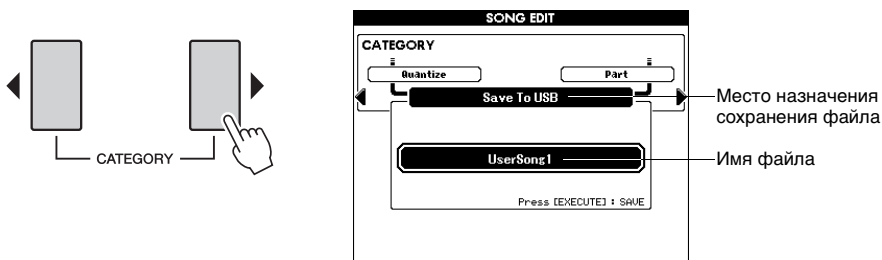 SONG EDIT
CATEGORY
Quantize
Part
Save To USB
Место назначения
сохранения файла
CATEGORY
UserSong1
Имя файла
Press [EXECUTE] : SAVE